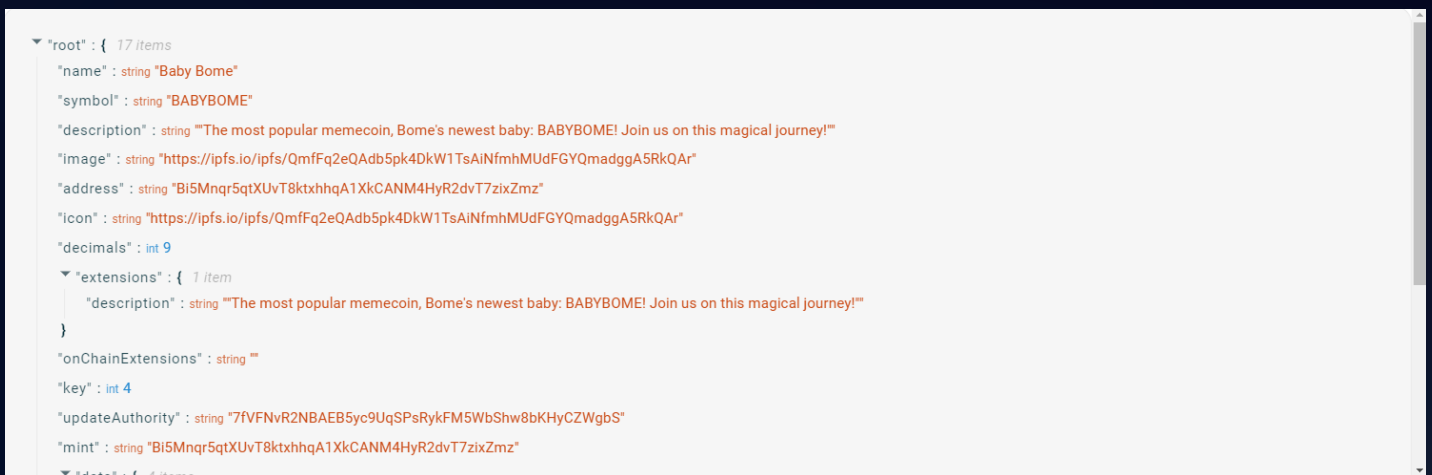 "root" : { 17 items
"name" : string "Baby Bome"
"symbol" : string "BABYBOME"
"description" : string ""The most popular memecoin, Bome's newest baby: BABYBOME! Join us on this magical journey!""
"image" : string "https://ipfs.io/ipfs/QmfFq2eQAdb5pk4DkW1TsAiNfmhMUdFGYQmadggA5RkQAr"
"address" : string "Bi5Mnqr5qtXUvT8ktxhhqA1XkCANM4HyR2dvT7zixZmz"
"icon" : string "https://ipfs.io/ipfs/QmfFq2eQAdb5pk4DkW1TsAiNfmhMUdFGYQmadggA5RkQAr"
"decimals" : int 9
"extensions" : { 1 item
"description" : string ""The most popular memecoin, Bome's newest baby: BABYBOME! Join us on this magical journey!""
}
"onChainExtensions" : string ""
"key" : int 4
"updateAuthority" : string "7fVFNvR2NBAEB5yc9UqSPsRykFM5WbShw8bKHyCZWgbS"
"mint" : string "Bi5Mnqr5qtXUvT8ktxhhqA1XkCANM4HyR2dvT7zixZmz"